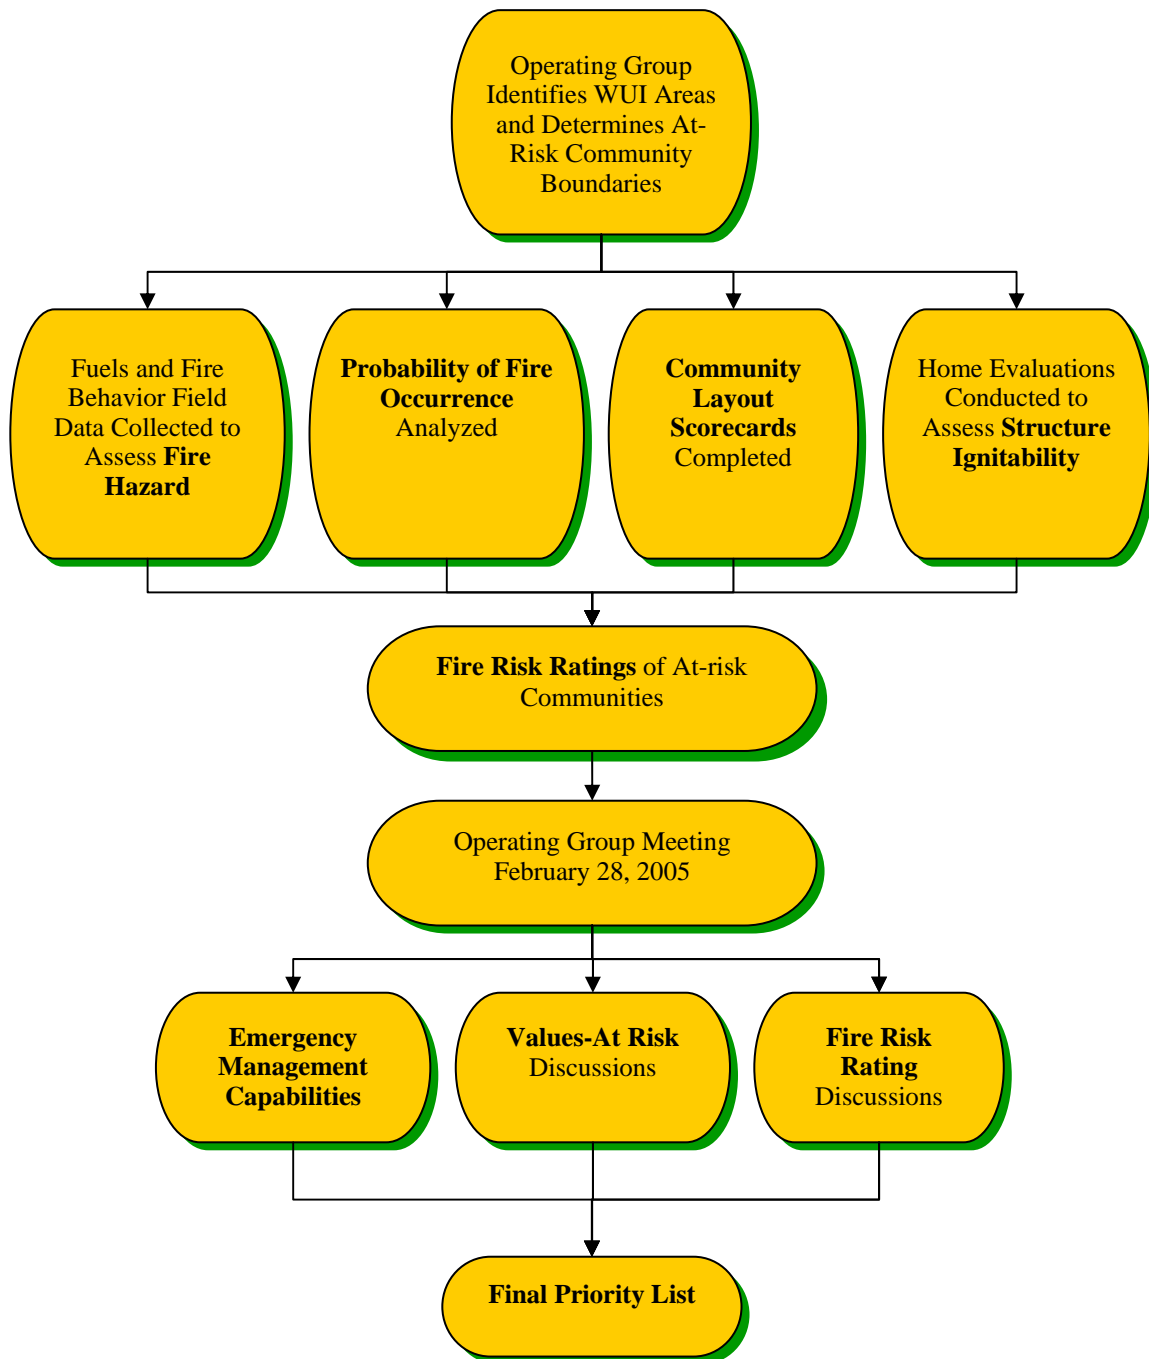 Operating Group
Identifies WUI Areas
and Determines At-
Risk Community
Boundaries
Fuels and Fire
Behavior Field
Data Collected to
Assess Fire
Hazard
Probability of Fire
Occurrence
Analyzed
Community
Layout
Scorecards
Completed
Home Evaluations
Conducted to
Assess Structure
Ignitability
Fire Risk Ratings of At-risk
Communities
Operating Group Meeting
February 28, 2005
Emergency
Management
Capabilities
Values-At Risk
Discussions
Fire Risk
Rating
Discussions
Final Priority List